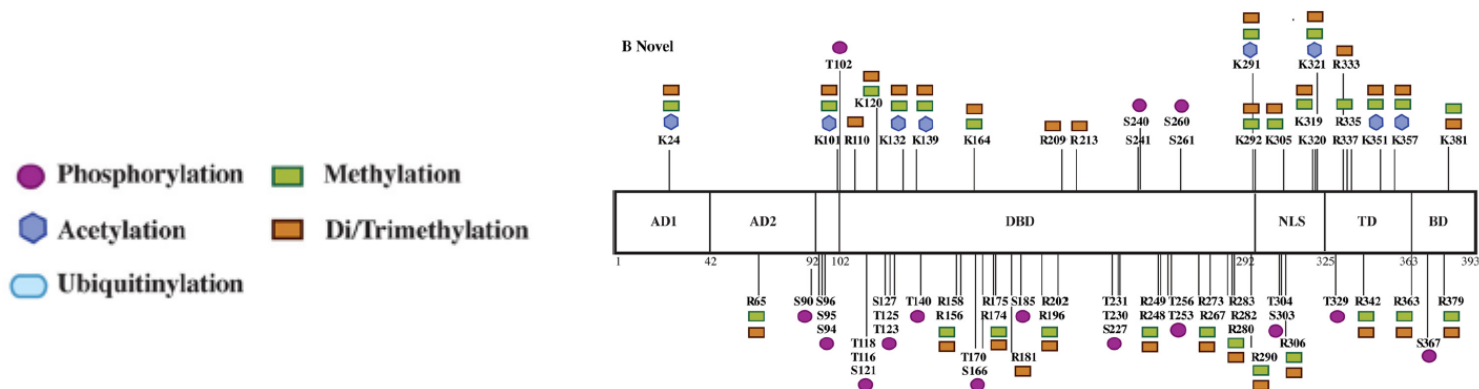 Phosphorylation
Methylation
Acetylation
Di/Trimethylation
Ubiquitinylation
B Novel
T102
K291
K321
R333
K120
S240
S260
K319
R335
K24
K101
R110
K132
K139
K164
R209
R213
S241
S261
K292
K305
K320
R337
K351
K357
K381
AD1
AD2
DBD
NLS
TD
BD
1
42
92
102
292
325
363
393
R65
S90
S96
S127
T140
R158
R175
S185
R202
T231
R249
T256
R273
R283
T304
T329
R342
R363
R379
S95
T125
R156
R174
R196
T230
R248
T253
R267
R282
S303
S94
T123
S227
R280
T118
T170
R306
S367
T116
S166
R181
R290
S121